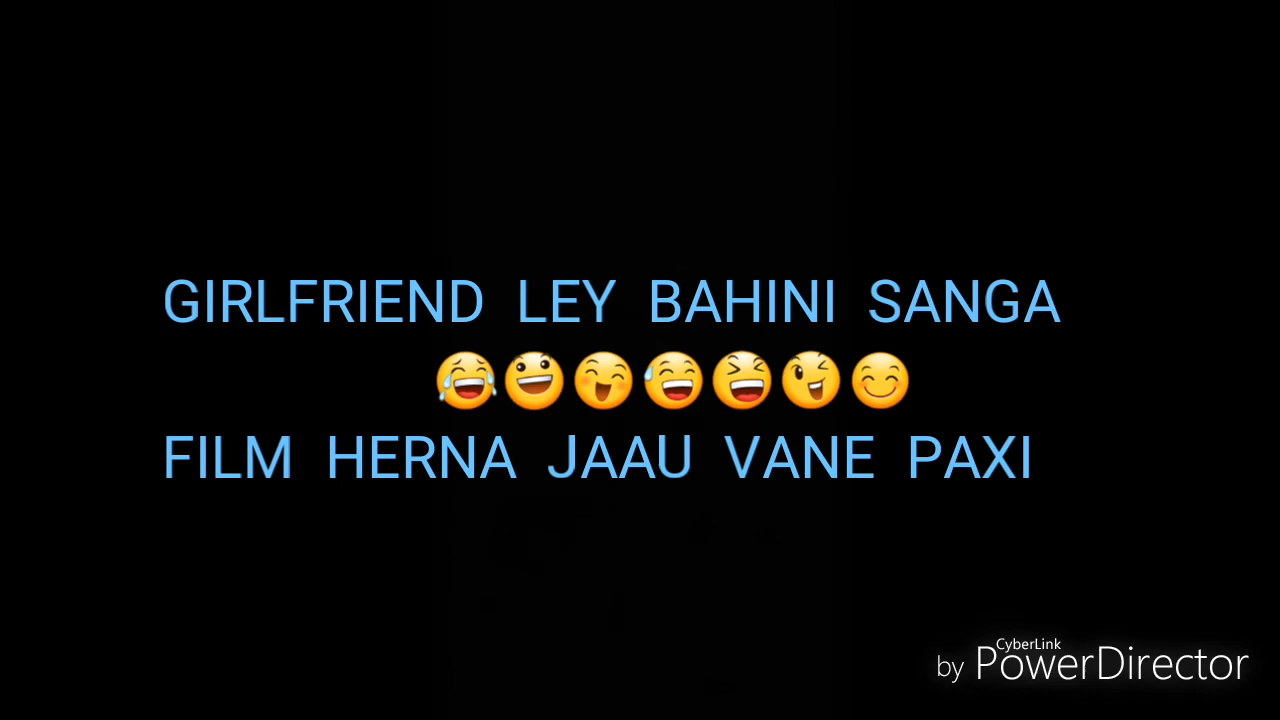 GIRLFRIEND LEY BAHINI SANGA
😂😃😄😅😆😉😊
FILM HERNA JAAU VANE PAXI
CyberLink
by PowerDirector